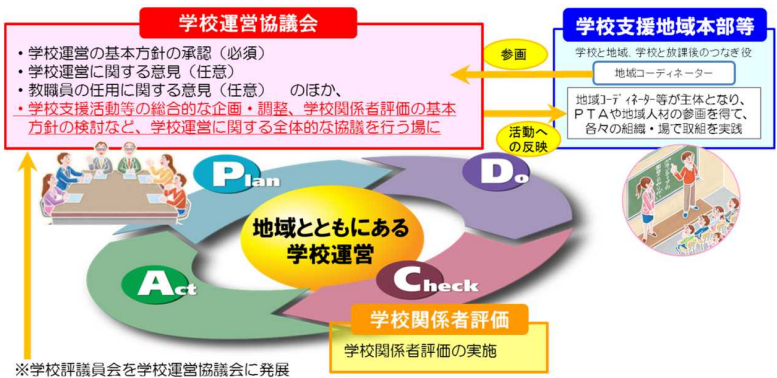 学校運営協議会
・学校運営の基本方針の承認（必須）
・学校運営に関する意見（任意）
・教職員の任用に関する意見（任意）　のほか、
・学校支援活動等の総合的な企画・調整、学校関係者評価の基本
方針の検討など、学校運営に関する全体的な協議を行う場に
参画
活動へ
の反映
学校支援地域本部等
学校と地域、学校と放課後のつなぎ役
地域コーディネーター
地域コーディネーター等が主体となり、
ＰＴＡや地域人材の参画を得て、
各々の組織・場で取組を実践
Plan
Do
地域とともにある
学校運営
Act
Check
学校関係者評価
学校関係者評価の実施
※学校評議員会を学校運営協議会に発展